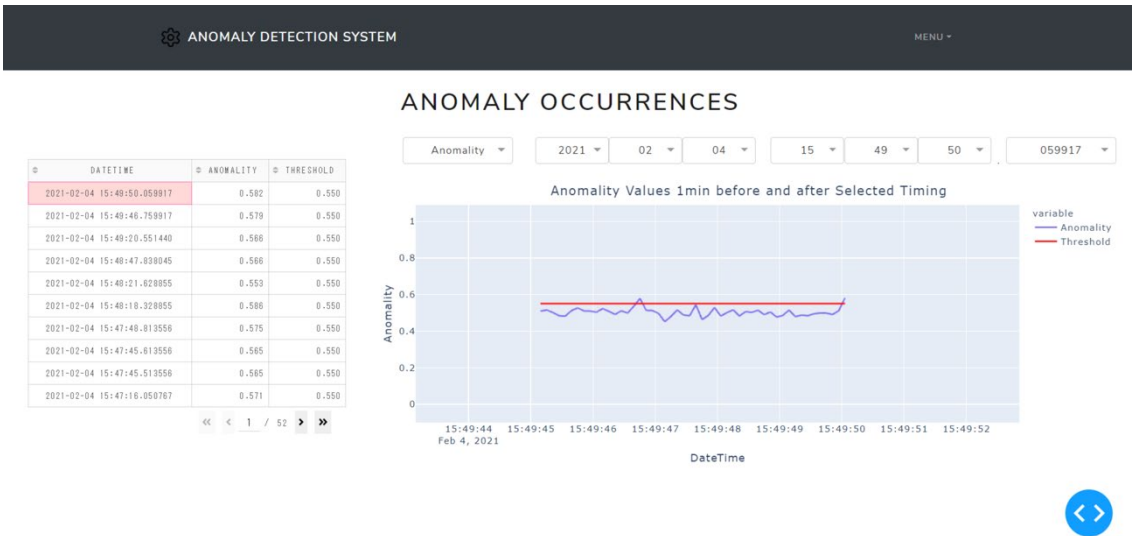 ANOMALY DETECTION SYSTEM
MENU
ANOMALY OCCURRENCES
Anomality 2021 02 04 15 49 50 . 059917
DATETIME ANOMALITY THRESHOLD
2021-02-04 15:49:50.059917 0.582 0.550
2021-02-04 15:49:46.759917 0.579 0.550
2021-02-04 15:49:20.551440 0.566 0.550
2021-02-04 15:48:47.838045 0.566 0.550
2021-02-04 15:48:21.628855 0.553 0.550
2021-02-04 15:48:18.328855 0.586 0.550
2021-02-04 15:47:48.813556 0.575 0.550
2021-02-04 15:47:45.613556 0.565 0.550
2021-02-04 15:47:45.513556 0.565 0.550
2021-02-04 15:47:16.050767 0.571 0.550
« < 1 / 52 > »
Anomality Values 1min before and after Selected Timing
variable
Anomality
Threshold
Anomality
1
0.8
0.6
0.4
0.2
0
15:49:44 15:49:45 15:49:46 15:49:47 15:49:48 15:49:49 15:49:50 15:49:51 15:49:52
Feb 4, 2021
DateTime